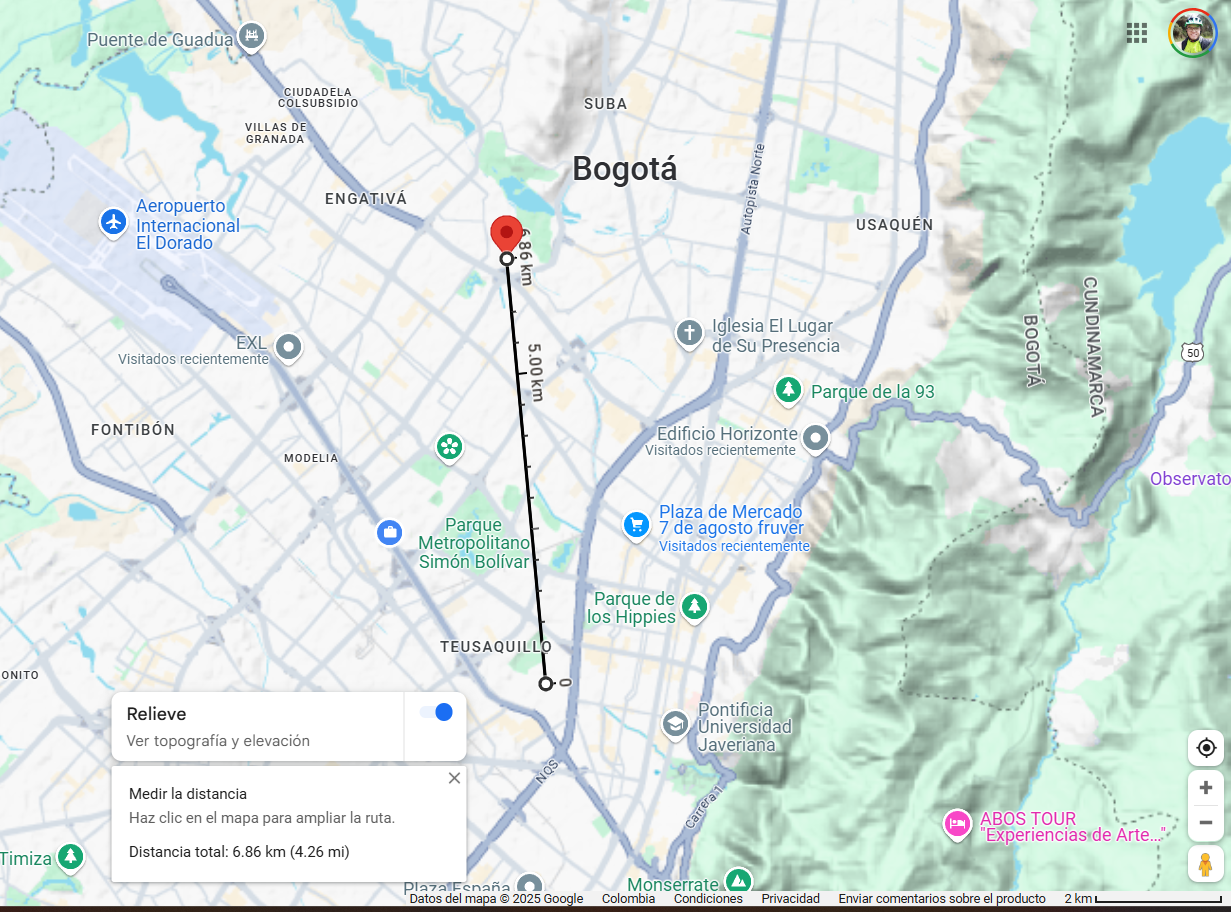 Puente de Guadua
CIUDADELA
COLSUBSIDIO
SUBA
VILLAS DE
GRANADA
Bogotá
Autopista Norte
ENGATIVÁ
Aeropuerto
Internacional
El Dorado
USAQUÉN
6.86 km
CUNDINAMARCA
BOGOTÁ
Iglesia El Lugar
de Su Presencia
EXL
Visitados recientemente
50
5.00 km
Parque de la 93
FONTIBÓN
Edificio Horizonte
Visitados recientemente
MODELIA
Observato
Plaza de Mercado
7 de agosto fruver
Visitados recientemente
Parque
Metropolitano
Simón Bolívar
Parque de
los Hippies
TEUSAQUILLO
ONITO
0
Relieve
Ver topografía y elevación
Pontificia
Universidad
Javeriana
NQS
Carrera 1
Medir la distancia
Haz clic en el mapa para ampliar la ruta.
Distancia total: 6.86 km (4.26 mi)
ABOS TOUR
"Experiencias de Arte..."
Timiza
Plaza España
Monserrate
Datos del mapa © 2025 Google
Colombia
Condiciones
Privacidad
Enviar comentarios sobre el producto
2 km